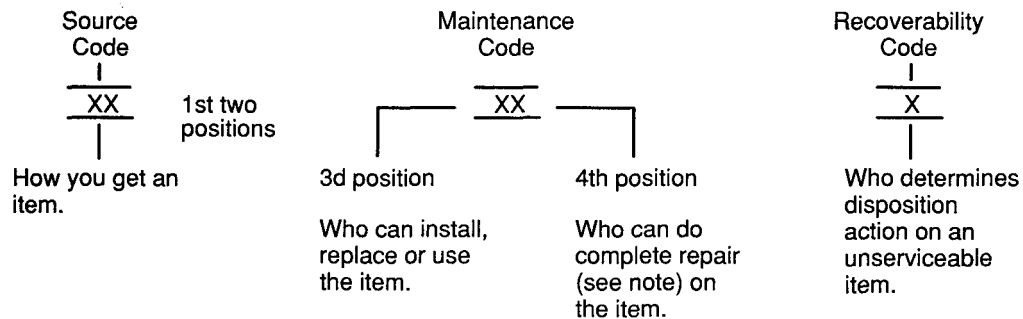 Source
Code
XX
1st two
positions
How you get an
item.
Maintenance
Code
XX
3d position
Who can install,
replace or use
the item.
4th position
Who can do
complete repair
(see note) on
the item.
Recoverability
Code
X
Who determines
disposition
action on an
unserviceable
item.